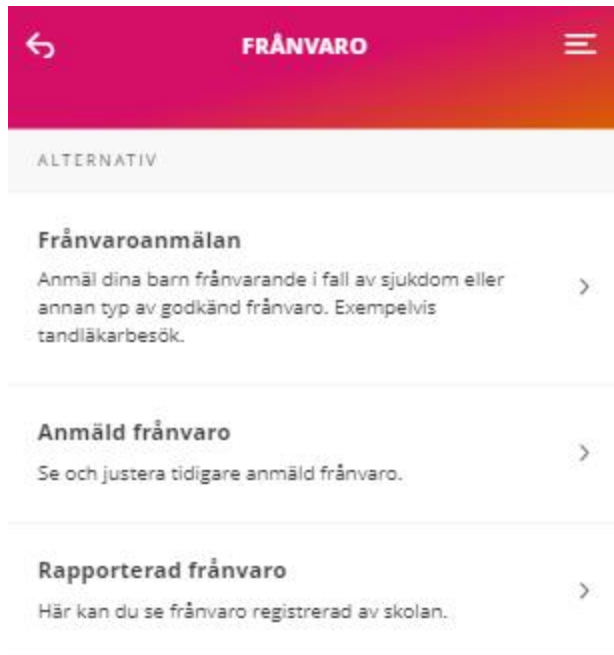 FRÅNVARO
ALTERNATIV
Frånvaroanmälan
Anmäl dina barn frånvarande i fall av sjukdom eller
annan typ av godkänd frånvaro. Exempelvis
tandläkarbesök.
Anmäld frånvaro
Se och justera tidigare anmäld frånvaro.
Rapporterad frånvaro
Här kan du se frånvaro registrerad av skolan.